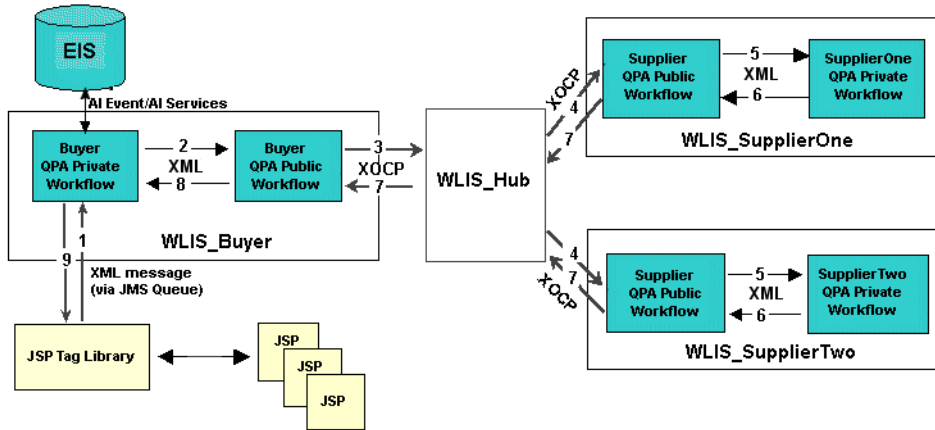 EIS
AI Event/AI Services
Buyer
QPA Private
Workflow
2
XML
8
Buyer
QPA Public
Workflow
3
XOCP
7
WLIS_Buyer
9
1
XML message
(via JMS Queue)
JSP Tag Library
JSP
JSP
JSP
WLIS_Hub
XOCP
4
7
Supplier
QPA Public
Workflow
5
XML
6
SupplierOne
QPA Private
Workflow
WLIS_SupplierOne
4
7
XOCP
Supplier
QPA Public
Workflow
5
XML
6
SupplierTwo
QPA Private
Workflow
WLIS_SupplierTwo